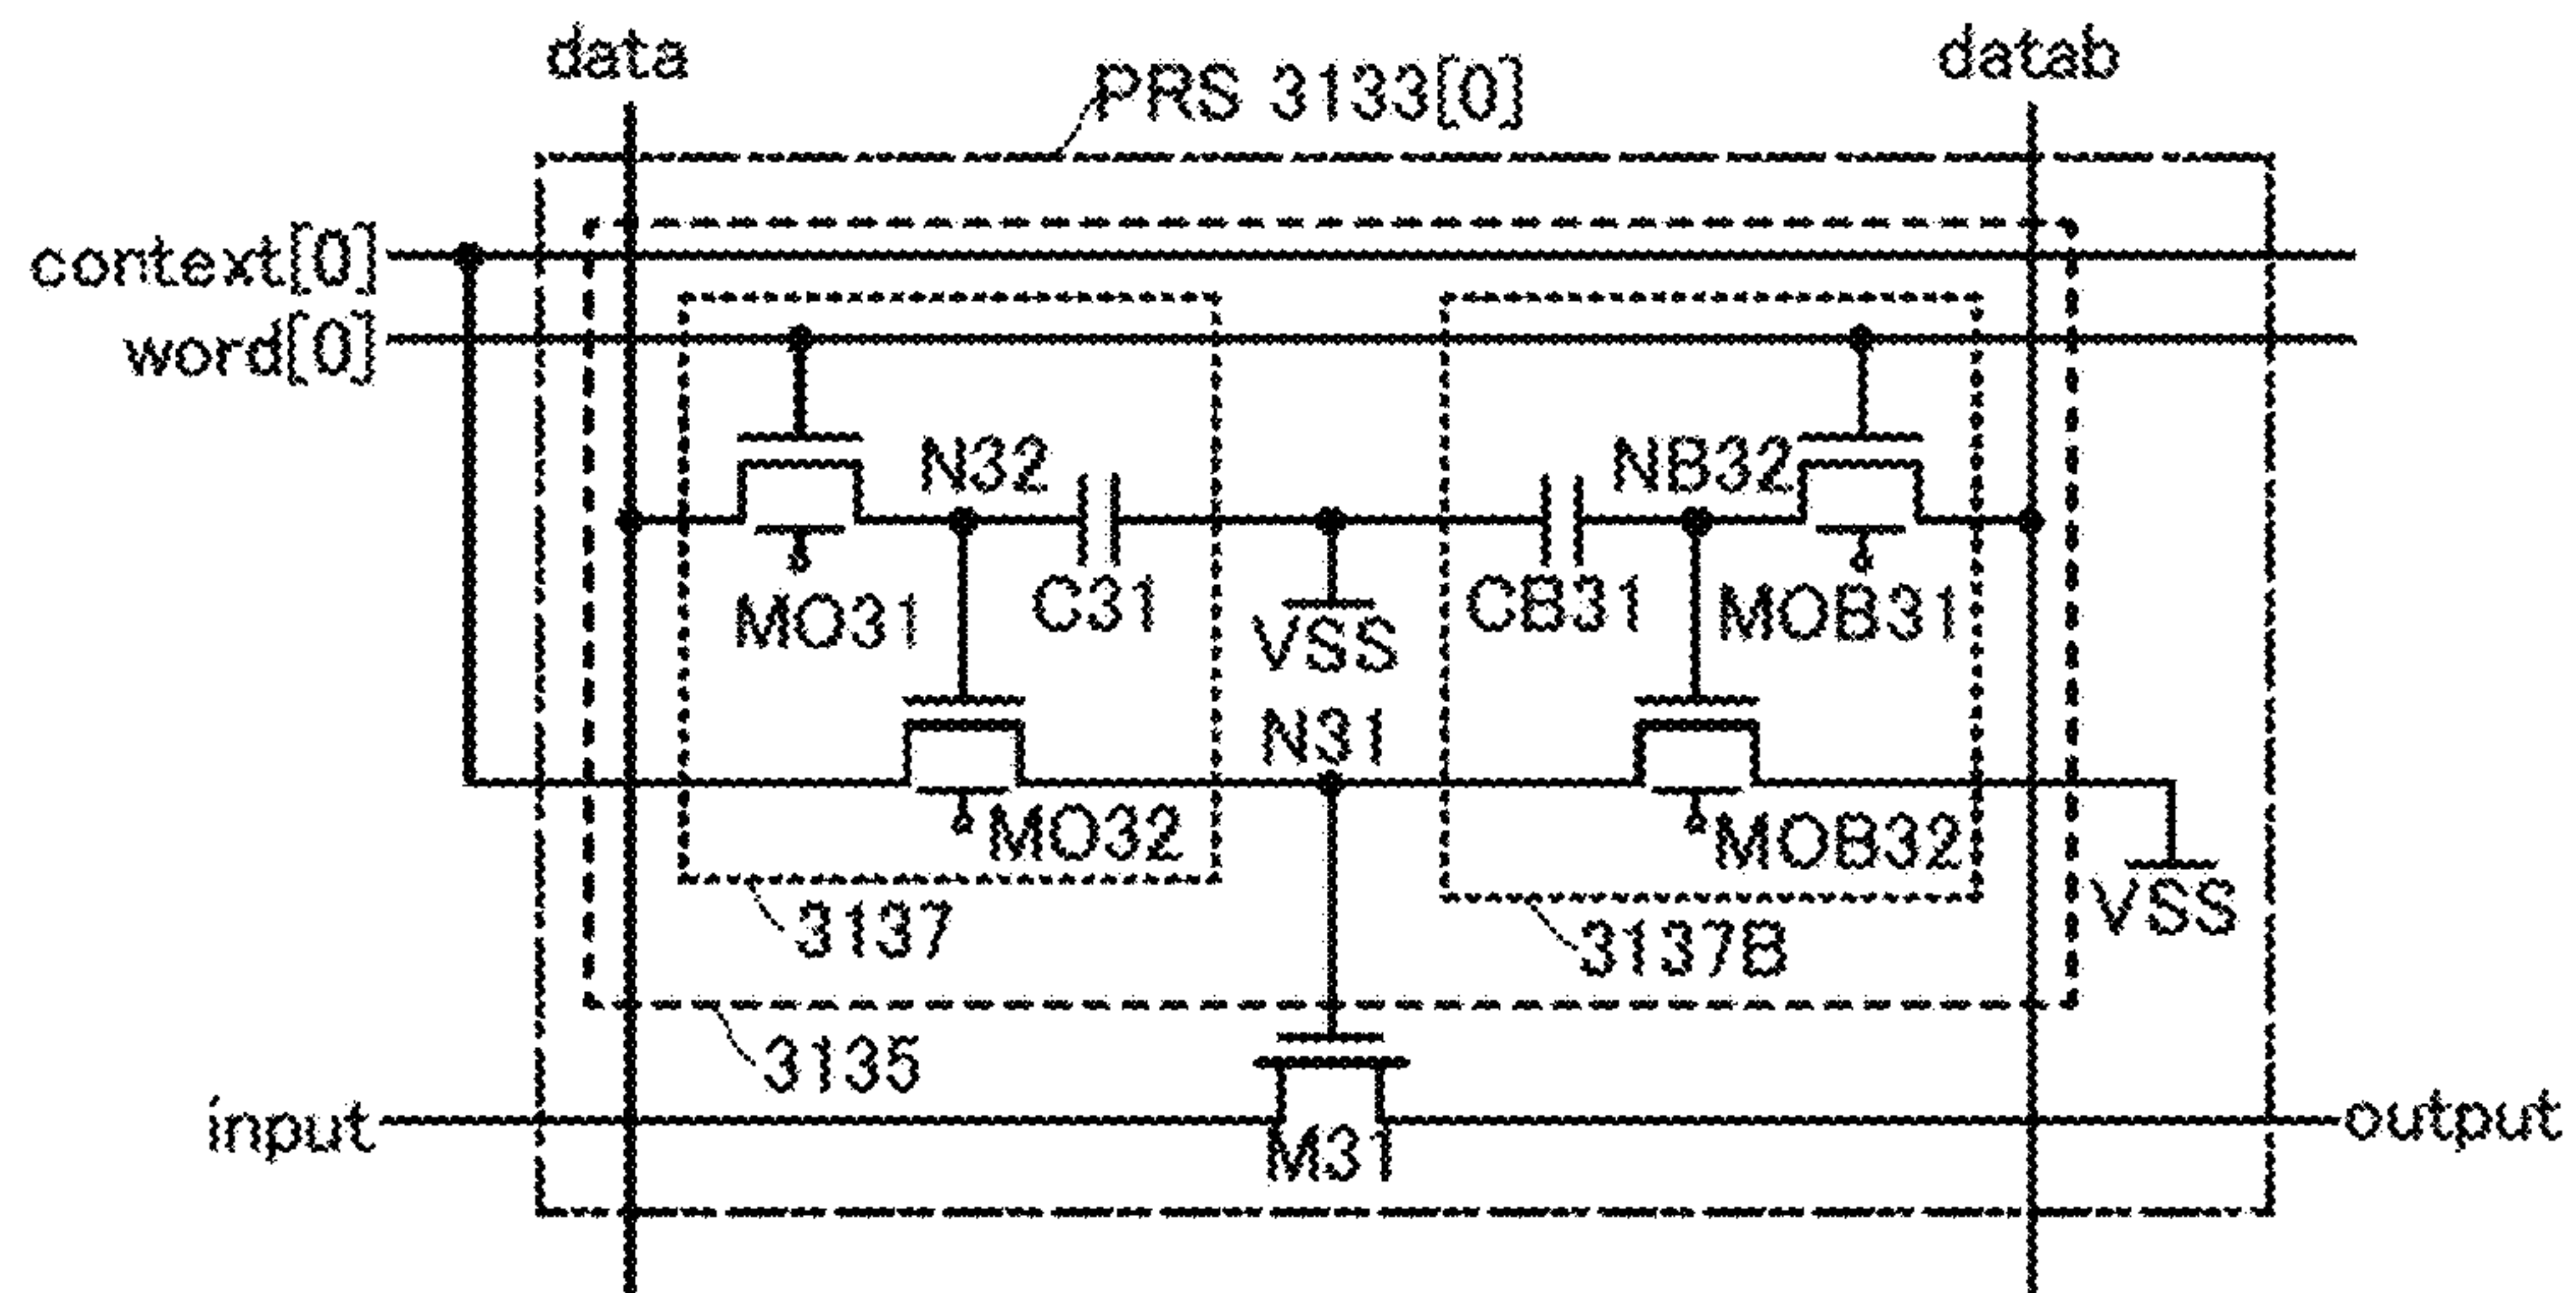 data
PRS 3133[0]
datab
context[0]
word[0]
N32
NB32
MO31
C31
VSS
CB31
MOB31
N31
MO32
MOB32
3137
3137B
VSS
3135
input
M31
output